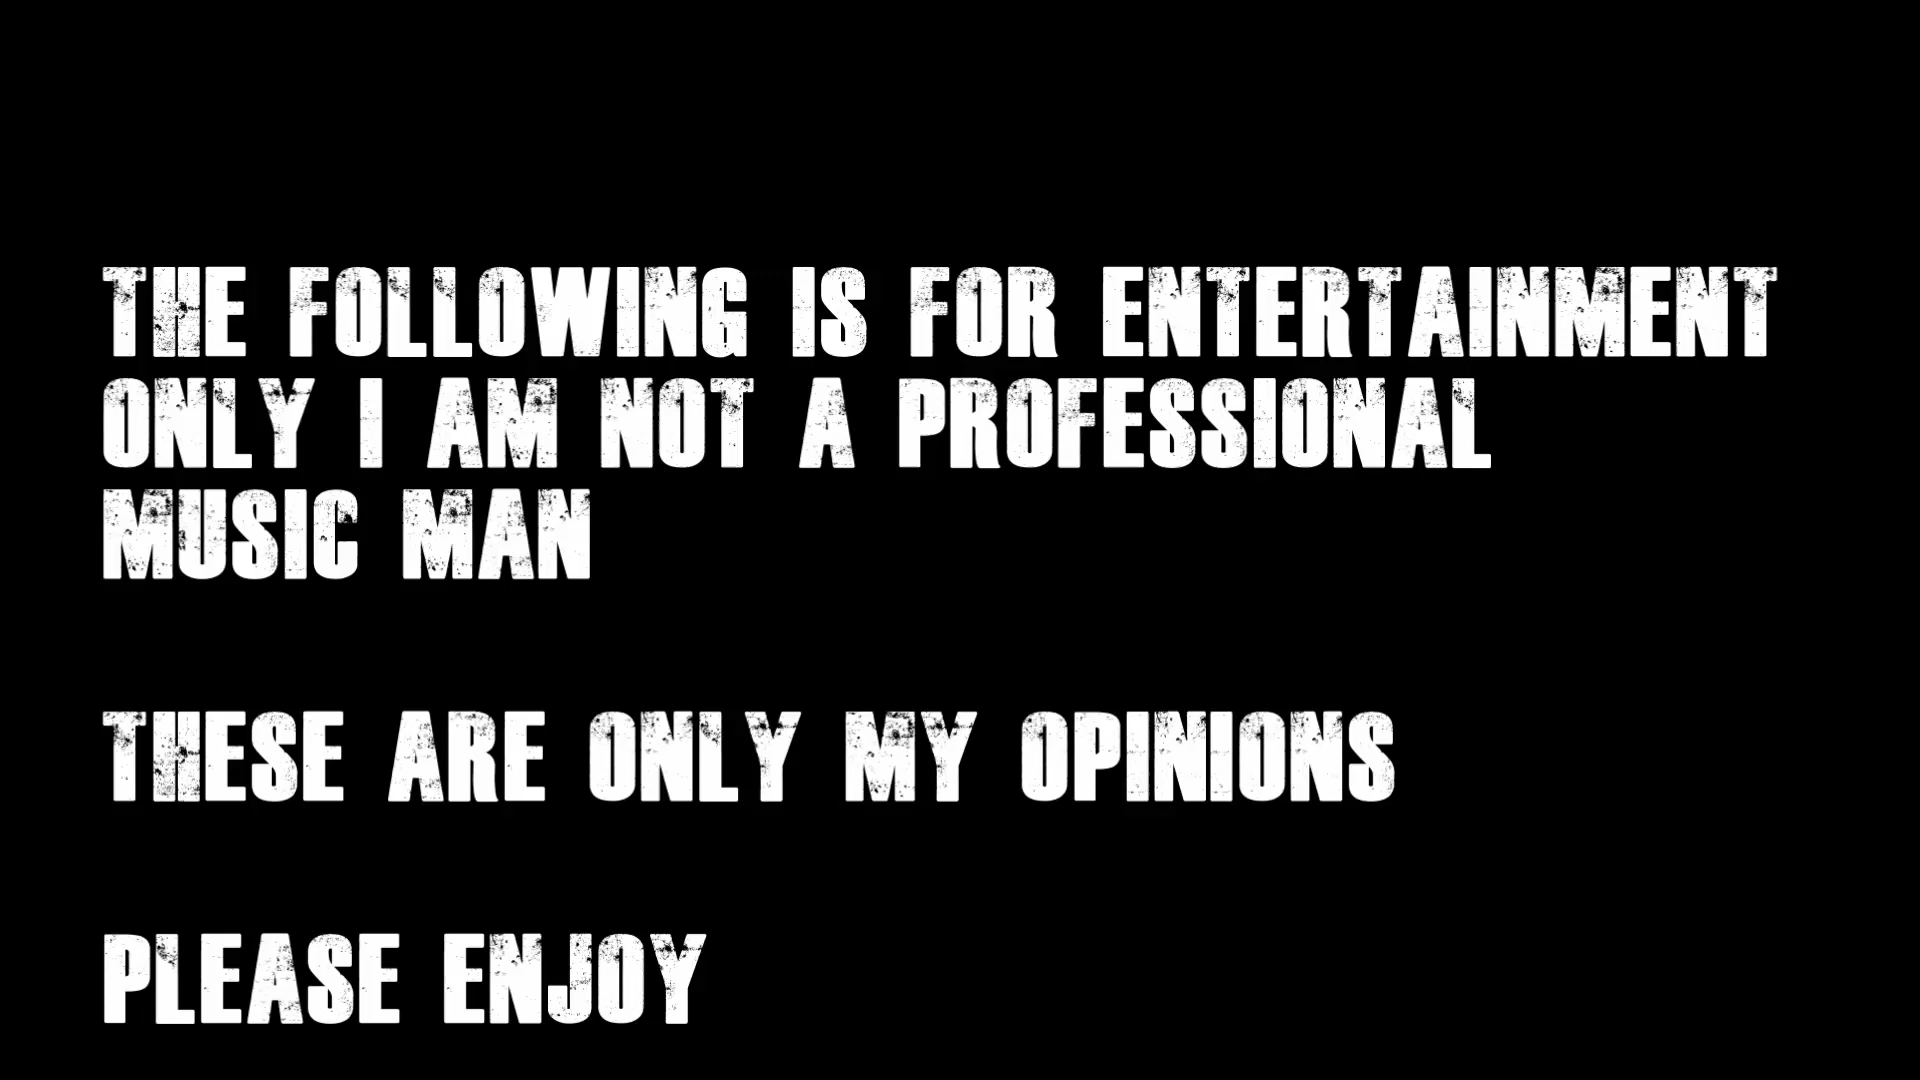 THE FOLLOWING IS FOR ENTERTAINMENT
ONLY I AM NOT A PROFESSIONAL
MUSIC MAN
THESE ARE ONLY MY OPINIONS
PLEASE ENJOY